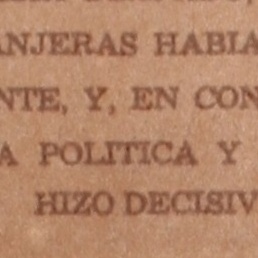 ANJERAS HABIA
NTE, Y, EN CON
A POLITICA Y
HIZO DECISIV